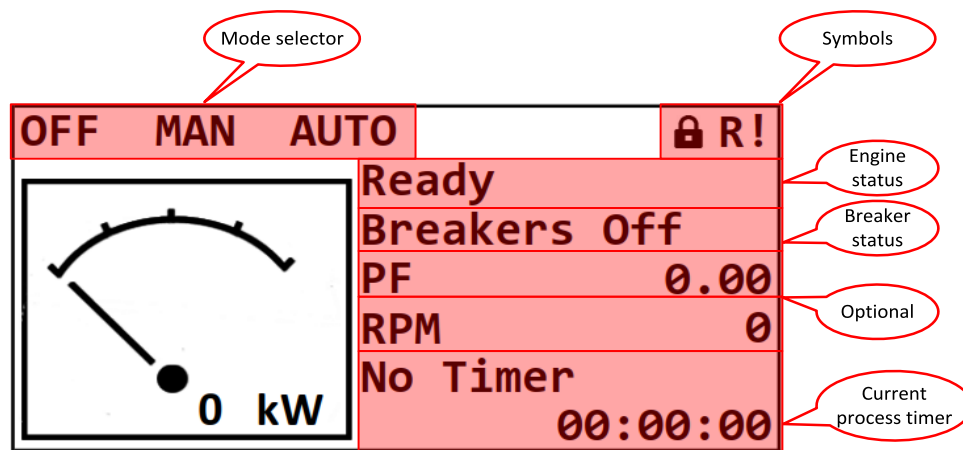 Mode selector
Symbols
OFF MAN AUTO
R!
Ready
Engine
status
Breakers Off
Breaker
status
PF 0.00
Optional
RPM 0
No Timer
00:00:00
Current
process timer
0 kW